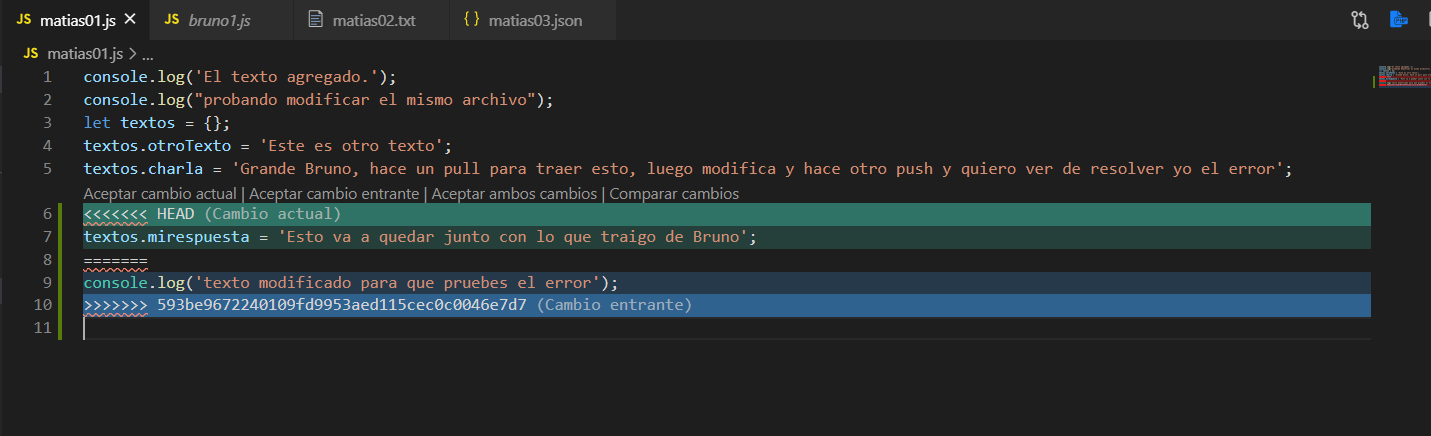 JS matias01.js ✕ JS bruno1.js matias02.txt {} matias03.json
JS matias01.js > ...
1 console.log('El texto agregado.');
2 console.log("probando modificar el mismo archivo");
3 let textos = {};
4 textos.otroTexto = 'Este es otro texto';
5 textos.charla = 'Grande Bruno, hace un pull para traer esto, luego modifica y hace otro push y quiero ver de resolver yo el error';
Aceptar cambio actual | Aceptar cambio entrante | Aceptar ambos cambios | Comparar cambios
6 <<<<<<< HEAD (Cambio actual)
7 textos.mirespuesta = 'Esto va a quedar junto con lo que traigo de Bruno';
8 =======
9 console.log('texto modificado para que pruebes el error');
10 >>>>>>> 593be9672240109fd9953aed115cec0c0046e7d7 (Cambio entrante)
11